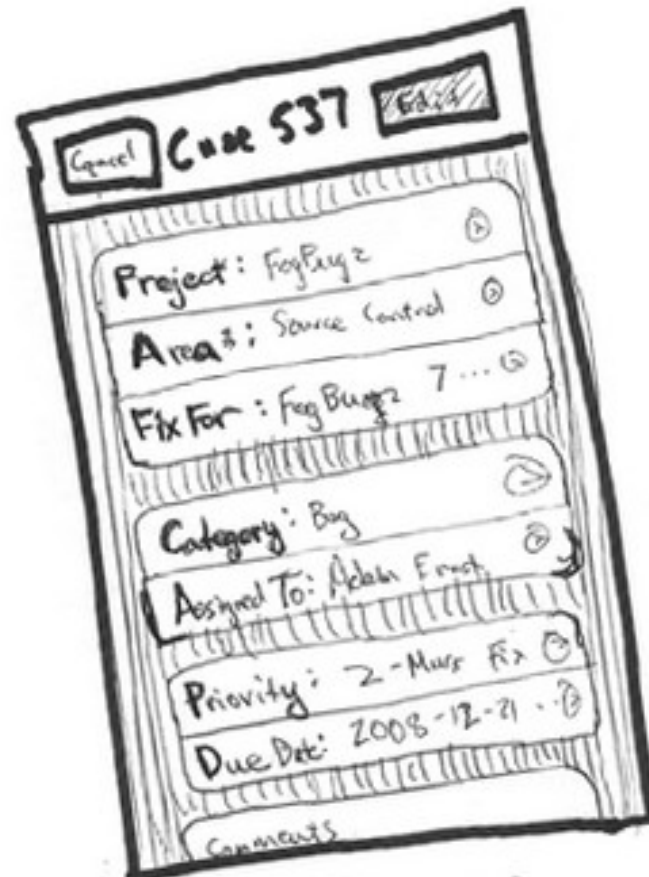 Cancel Case 537 Edit
Project: FogBugz
Area: Source Control
Fix For: FogBugz 7 ...
Category: Bug
Assigned To: Adam Ernst
Priority: 2-Must Fix
Due Date: 2008-12-21 ..
Comments